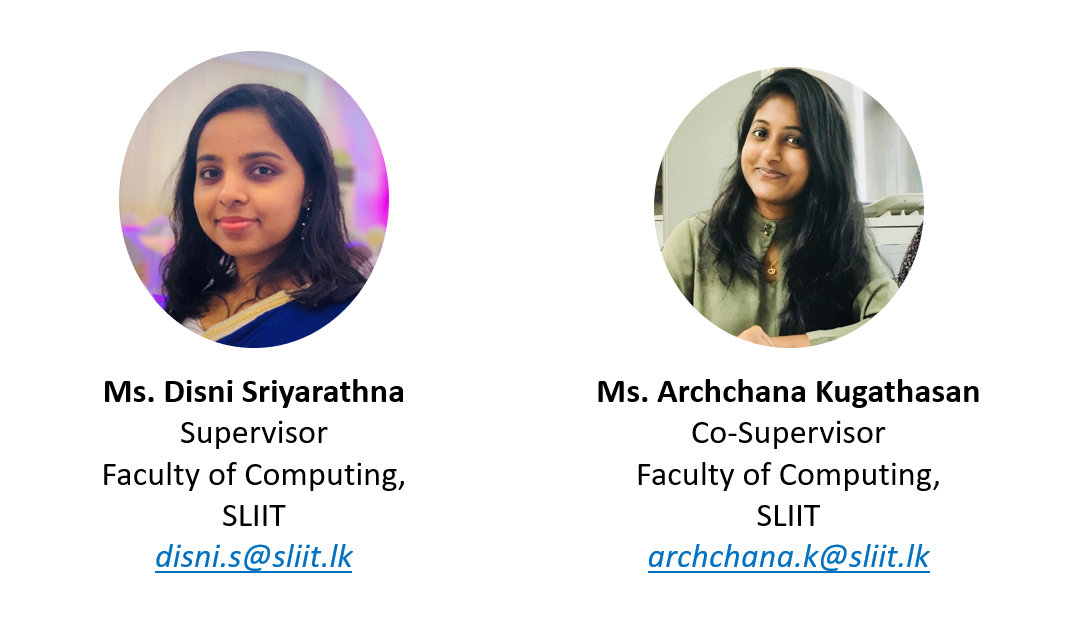 Ms. Disni Sriyarathna
Supervisor
Faculty of Computing,
SLIIT
disni.s@sliit.lk
Ms. Archchana Kugathasan
Co-Supervisor
Faculty of Computing,
SLIIT
archchana.k@sliit.lk